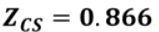 Z_CS = 0.866